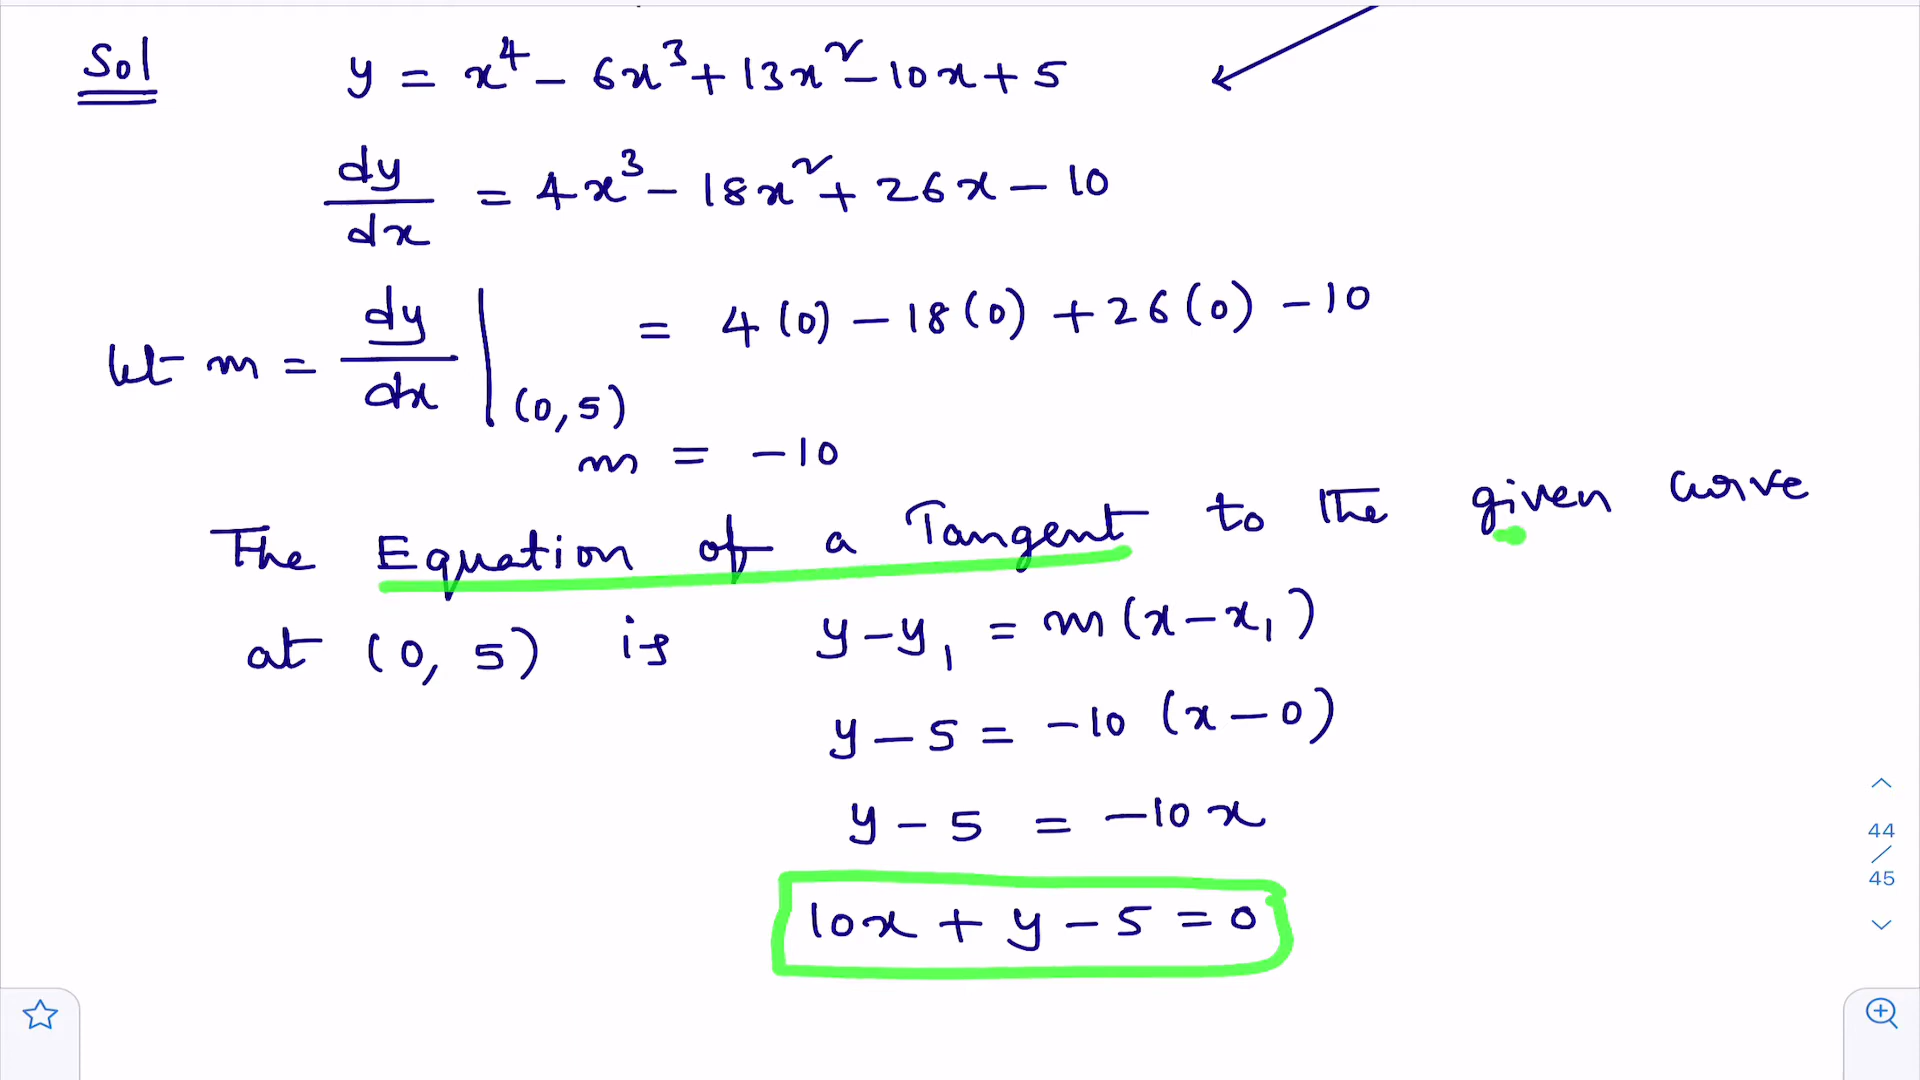 Sol y = x⁴ - 6x³ + 13x² - 10x + 5
dy/dx = 4x³ - 18x² + 26x - 10
let m = dy/dx |(0,5) = 4(0) - 18(0) + 26(0) - 10
m = -10
The Equation of a Tangent to the given curve
at (0, 5) is y - y₁ = m(x - x₁)
y - 5 = -10 (x - 0)
y - 5 = -10x
10x + y - 5 = 0
44
/
45